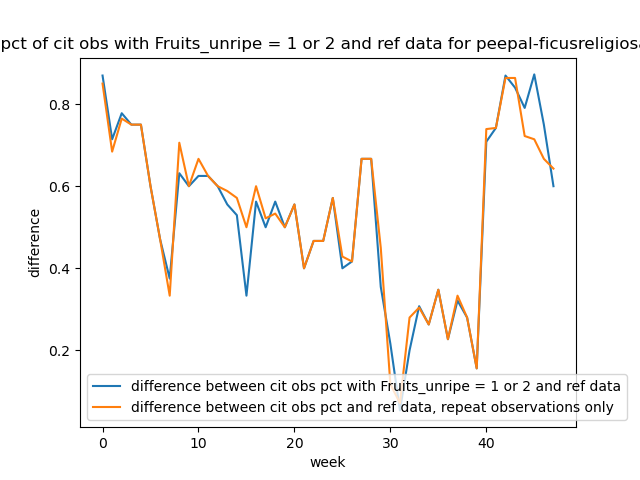 pct of cit obs with Fruits_unripe = 1 or 2 and ref data for peepal-ficusreligiosa
0.8
0.6
0.4
0.2
difference
difference between cit obs pct with Fruits_unripe = 1 or 2 and ref data
difference between cit obs pct and ref data, repeat observations only
0 10 20 30 40
week